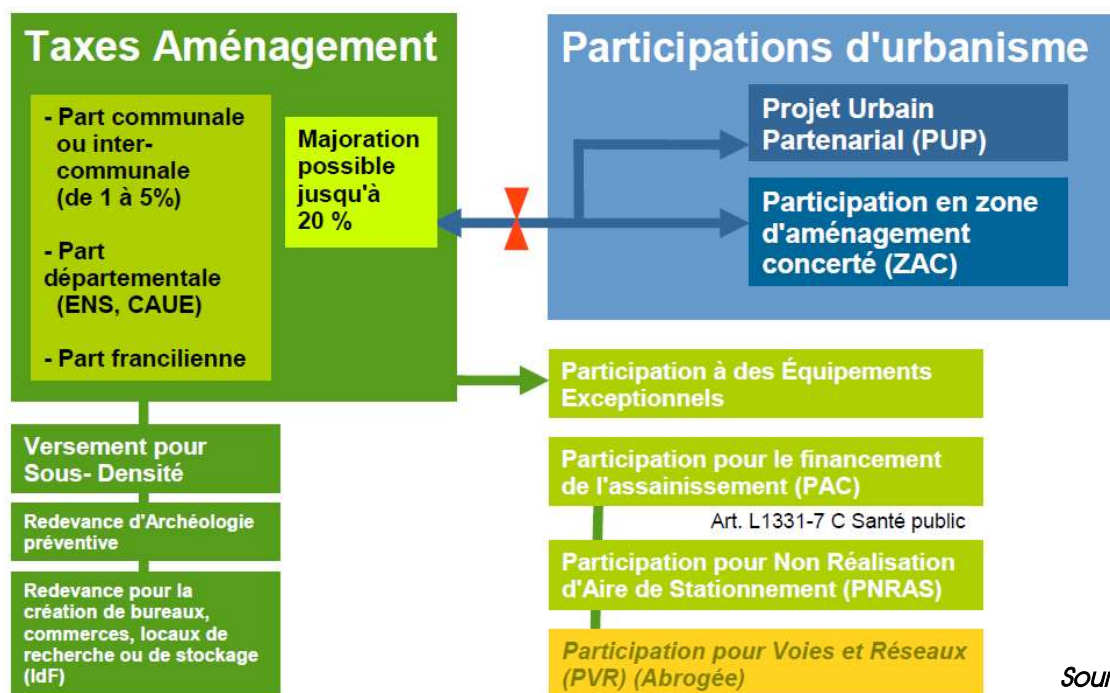 Taxes Aménagement
- Part communale
ou inter-
communale
(de 1 à 5%)
- Part
départementale
(ENS, CAUE)
- Part francilienne
Majoration
possible
jusqu'à
20 %
Versement pour
Sous- Densité
Redevance d'Archéologie
préventive
Redevance pour la
création de bureaux,
commerces, locaux de
recherche ou de stockage
(IdF)
Participations d'urbanisme
Projet Urbain
Partenarial (PUP)
Participation en zone
d'aménagement
concerté (ZAC)
Participation à des Équipements
Exceptionnels
Participation pour le financement
de l'assainissement (PAC)
Art. L1331-7 C Santé public
Participation pour Non Réalisation
d'Aire de Stationnement (PNRAS)
Participation pour Voies et Réseaux
(PVR) (Abrogée)